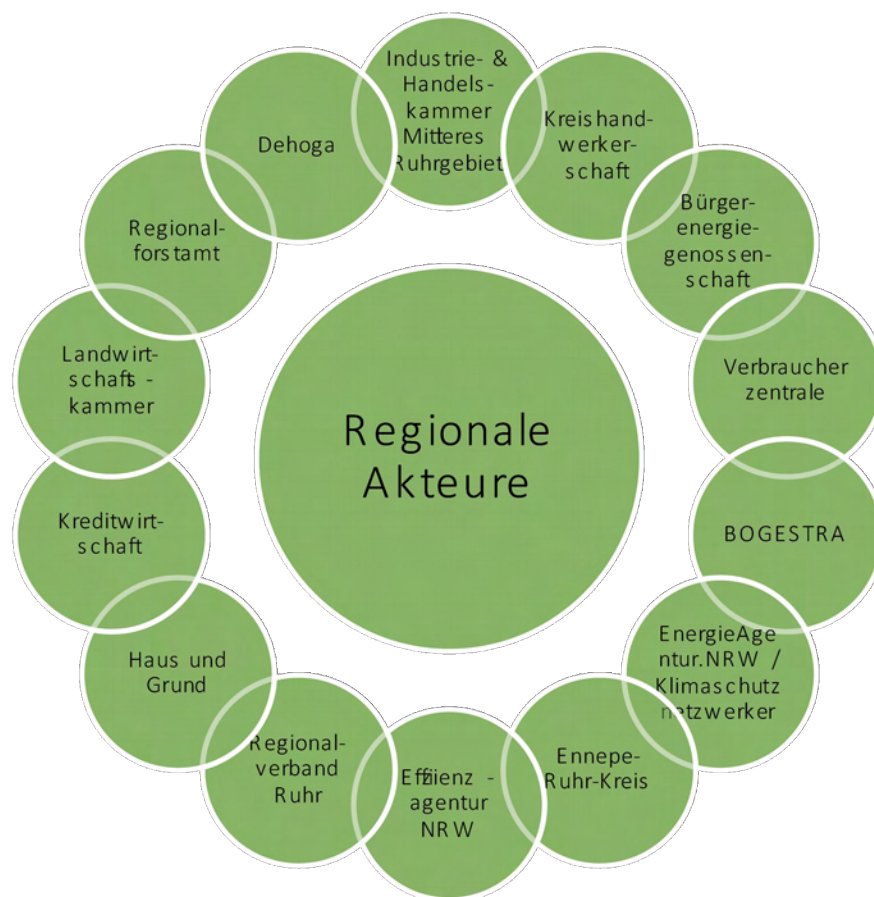 Regionale
Akteure
Industrie- &
Handels-
kammer
Mitteres
Ruhrgebiet
Kreishand-
werker-
schaft
Bürger-
energie-
genossen-
schaft
Verbraucher
zentrale
BOGESTRA
EnergieAge
ntur.NRW /
Klimaschutz
netzwerker
Ennepe-
Ruhr-Kreis
Effizienz -
agentur
NRW
Regional-
verband
Ruhr
Haus und
Grund
Kreditwirt-
schaft
Landwirt-
schafts -
kammer
Regional-
forstamt
Dehoga